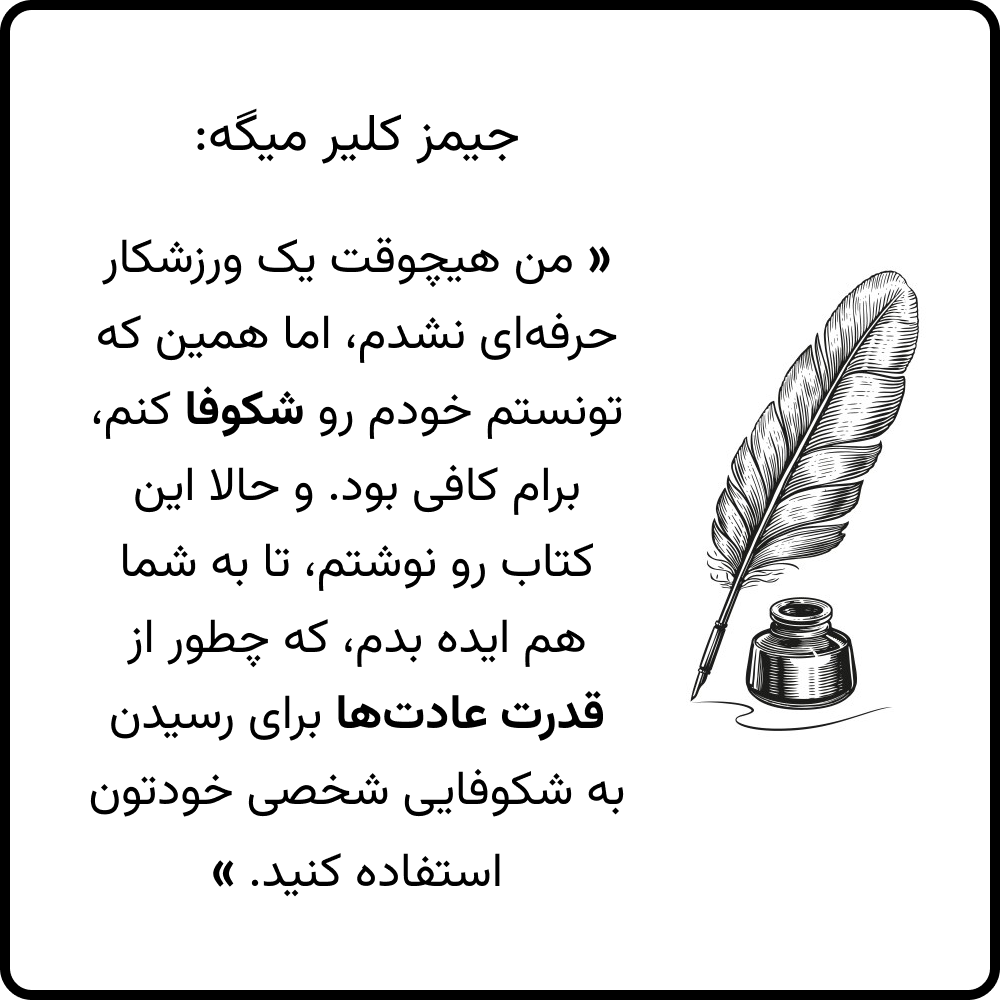 جیمز کلیر میگه:
« من هیچوقت یک ورزشکار
حرفه‌ای نشدم، اما همین که
تونستم خودم رو شکوفا کنم،
برام کافی بود. و حالا این
کتاب رو نوشتم، تا به شما
هم ایده بدم، که چطور از
قدرت عادت‌ها برای رسیدن
به شکوفایی شخصی خودتون
استفاده کنید. »